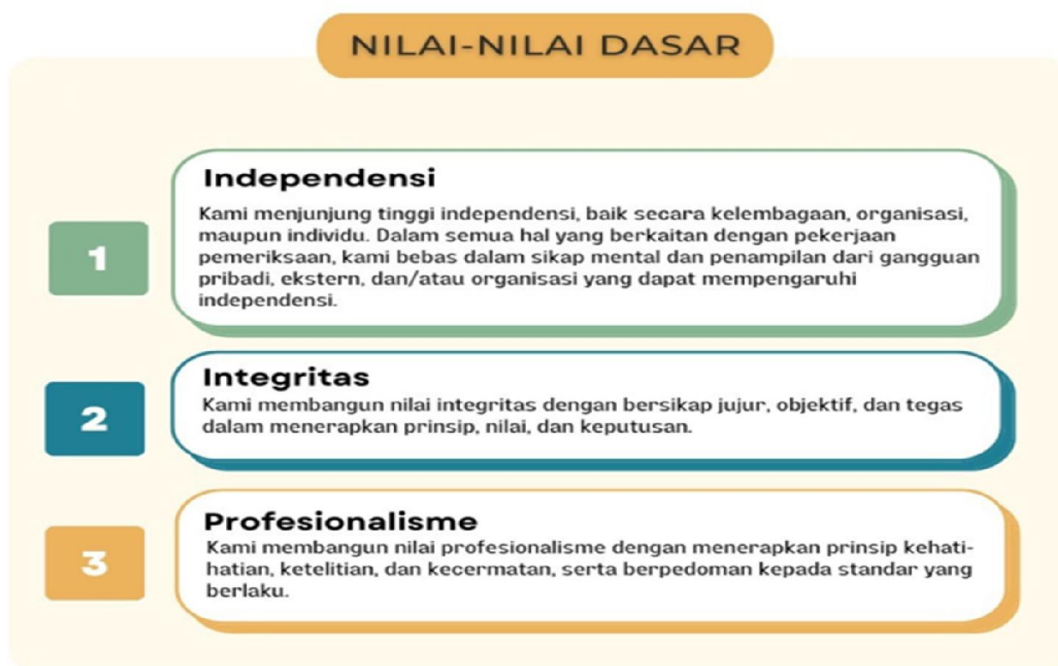 NILAI-NILAI DASAR
1
Independensi
Kami menjunjung tinggi independensi, baik secara kelembagaan, organisasi,
maupun individu. Dalam semua hal yang berkaitan dengan pekerjaan
pemeriksaan, kami bebas dalam sikap mental dan penampilan dari gangguan
pribadi, ekstern, dan/atau organisasi yang dapat mempengaruhi
independensi.
2
Integritas
Kami membangun nilai integritas dengan bersikap jujur, objektif, dan tegas
dalam menerapkan prinsip, nilai, dan keputusan.
3
Profesionalisme
Kami membangun nilai profesionalisme dengan menerapkan prinsip kehati-
hatian, ketelitian, dan kecermatan, serta berpedoman kepada standar yang
berlaku.